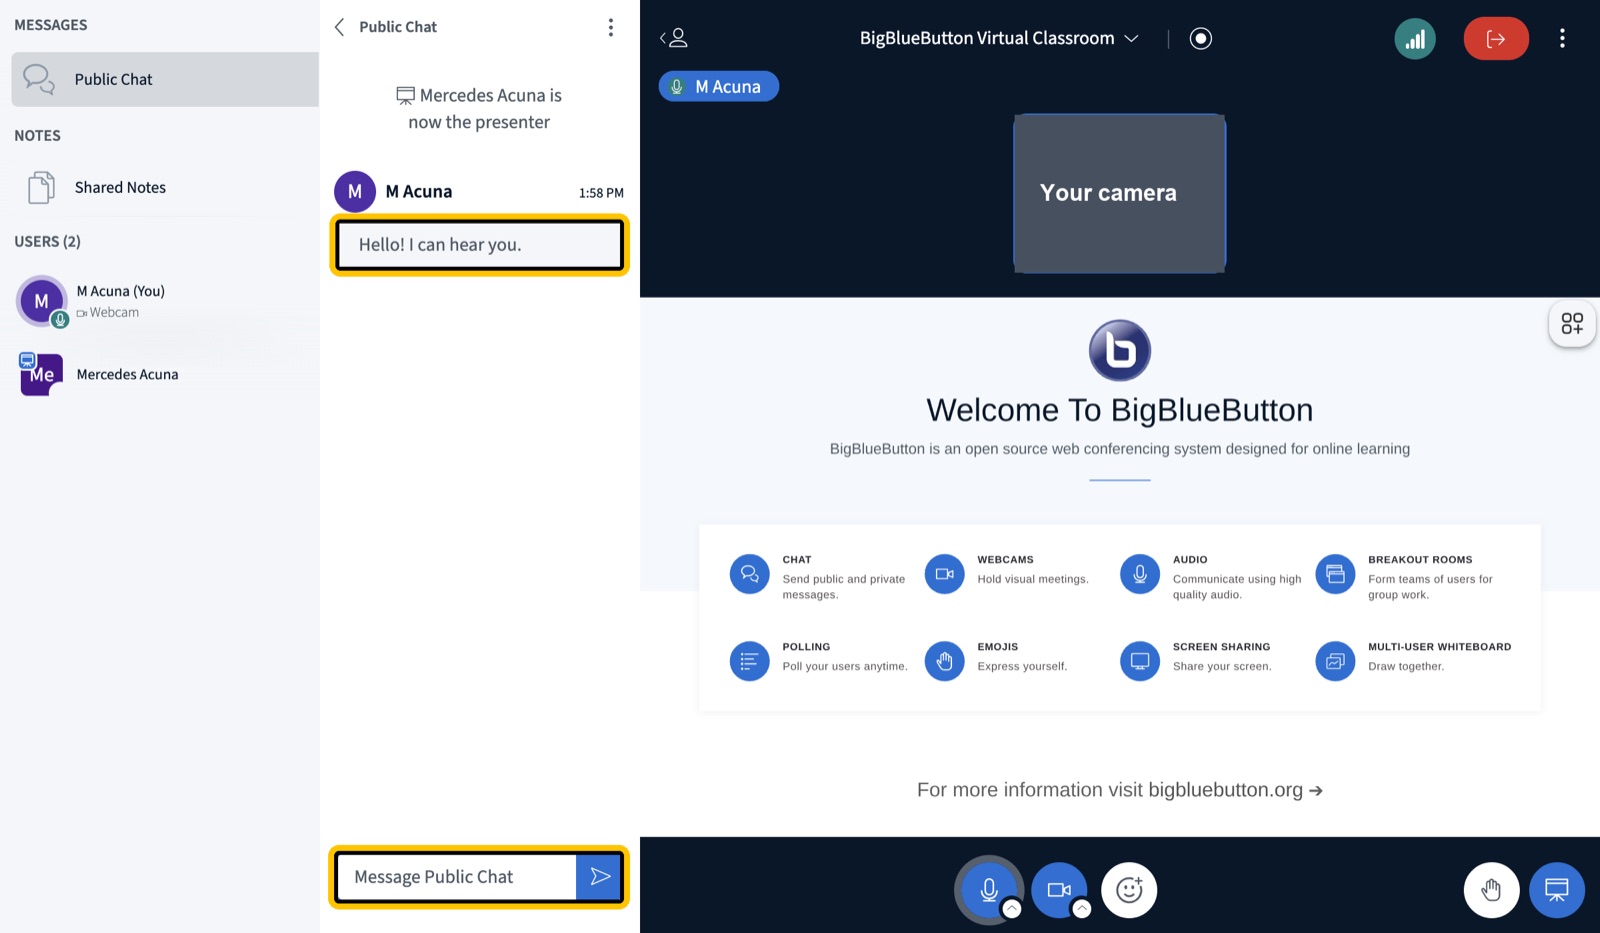 MESSAGES
Public Chat
NOTES
Shared Notes
USERS (2)
M
M Acuna (You)
Webcam
Me
Mercedes Acuna
Public Chat
Mercedes Acuna is
now the presenter
M
M Acuna
1:58 PM
Hello! I can hear you.
Message Public Chat
BigBlueButton Virtual Classroom
M Acuna
Your camera
b
Welcome To BigBlueButton
BigBlueButton is an open source web conferencing system designed for online learning
CHAT
Send public and private
messages.
WEBCAMS
Hold visual meetings.
AUDIO
Communicate using high
quality audio.
BREAKOUT ROOMS
Form teams of users for
group work.
POLLING
Poll your users anytime.
EMOJIS
Express yourself.
SCREEN SHARING
Share your screen.
MULTI-USER WHITEBOARD
Draw together.
For more information visit bigbluebutton.org →